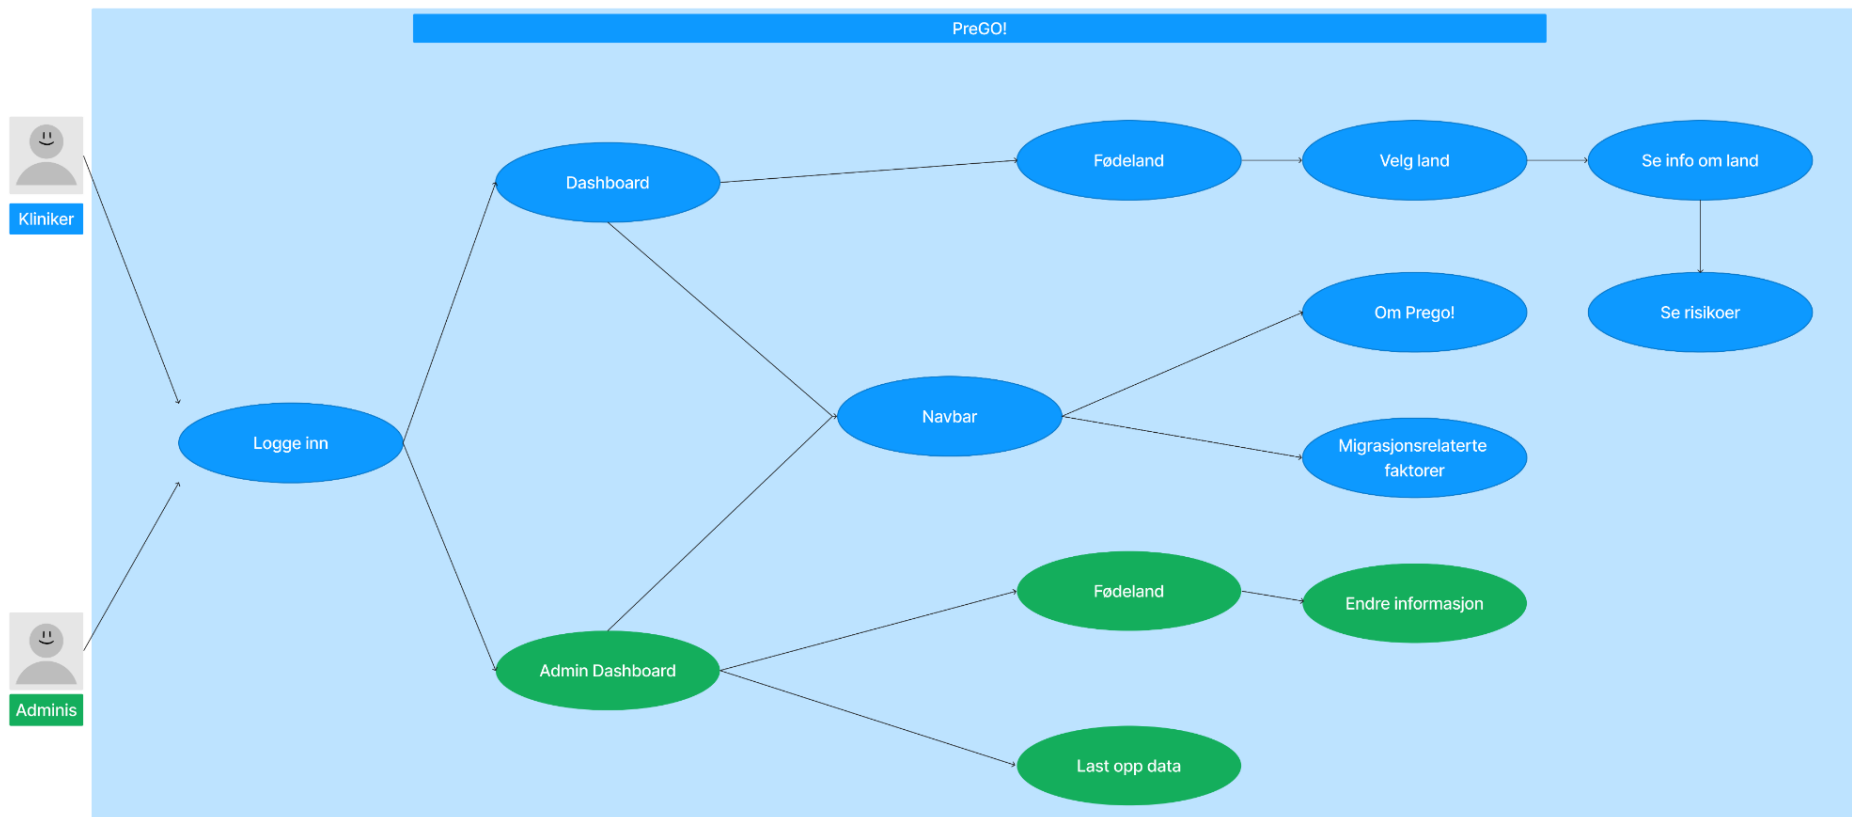 PreGO!
Kliniker
Dashboard
Fødeland
Velg land
Se info om land
Om Prego!
Se risikoer
Logge inn
Navbar
Migrasjonsrelaterte
faktorer
Fødeland
Endre informasjon
Admin Dashboard
Adminis
Last opp data